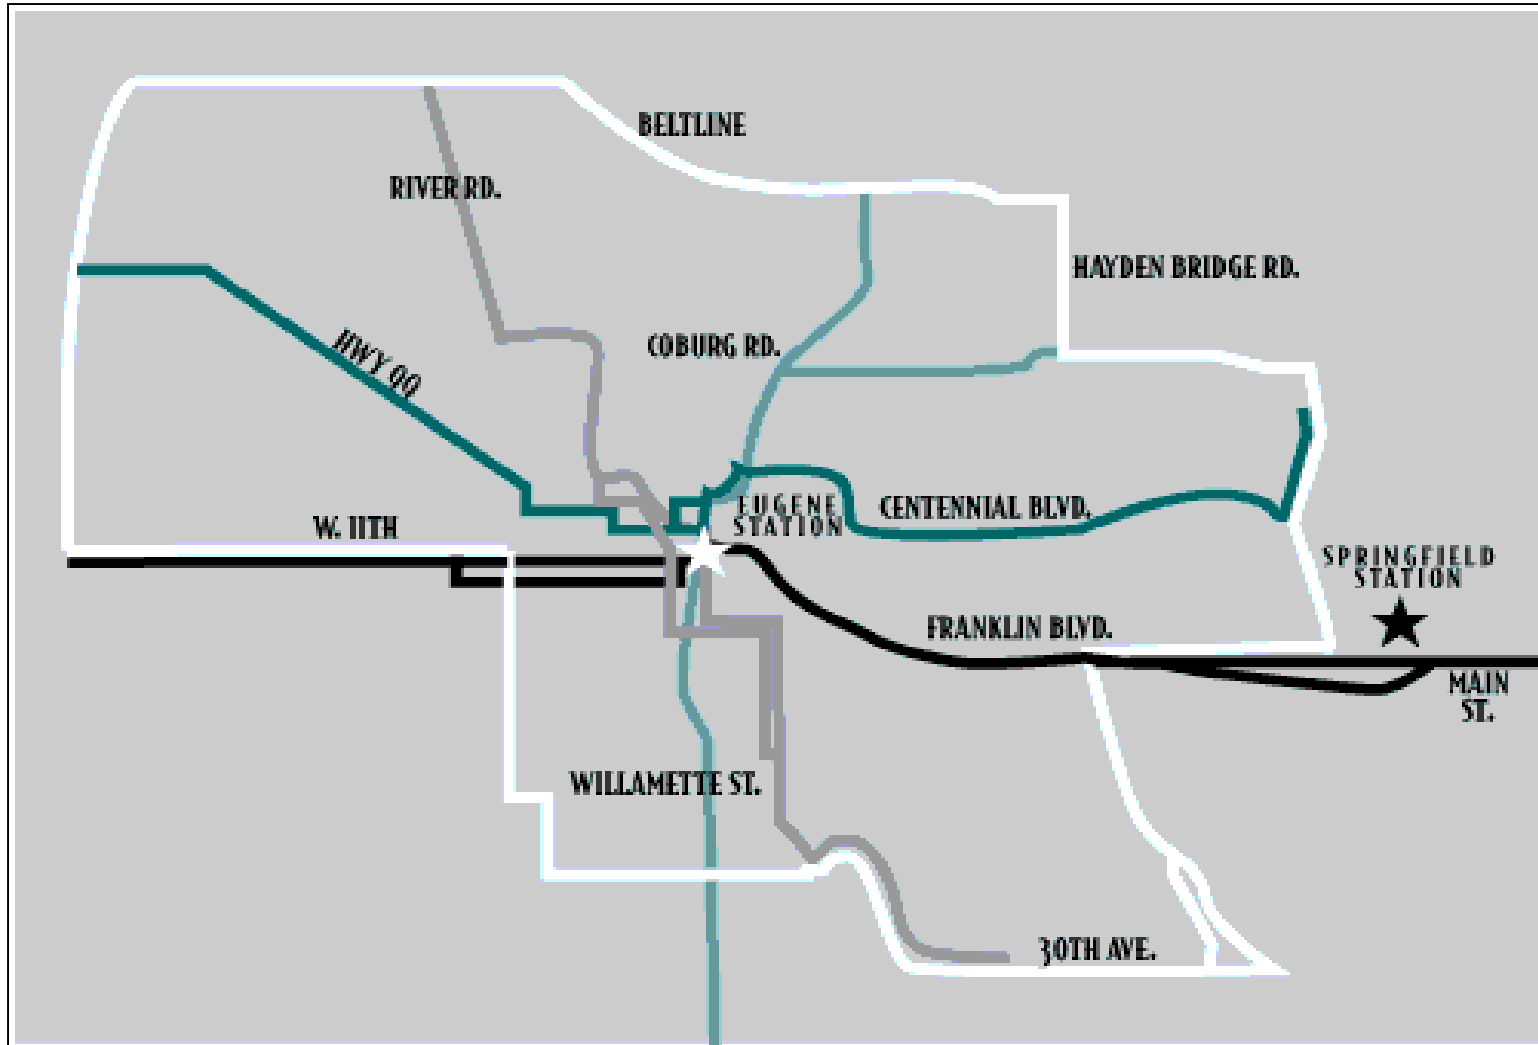 BELTLINE
RIVER RD.
HAYDEN BRIDGE RD.
COBURG RD.
HWY 99
EUGENE
STATION
CENTENNIAL BLVD.
W. 11TH
SPRINGFIELD
STATION
FRANKLIN BLVD.
MAIN
ST.
WILLAMETTE ST.
30TH AVE.